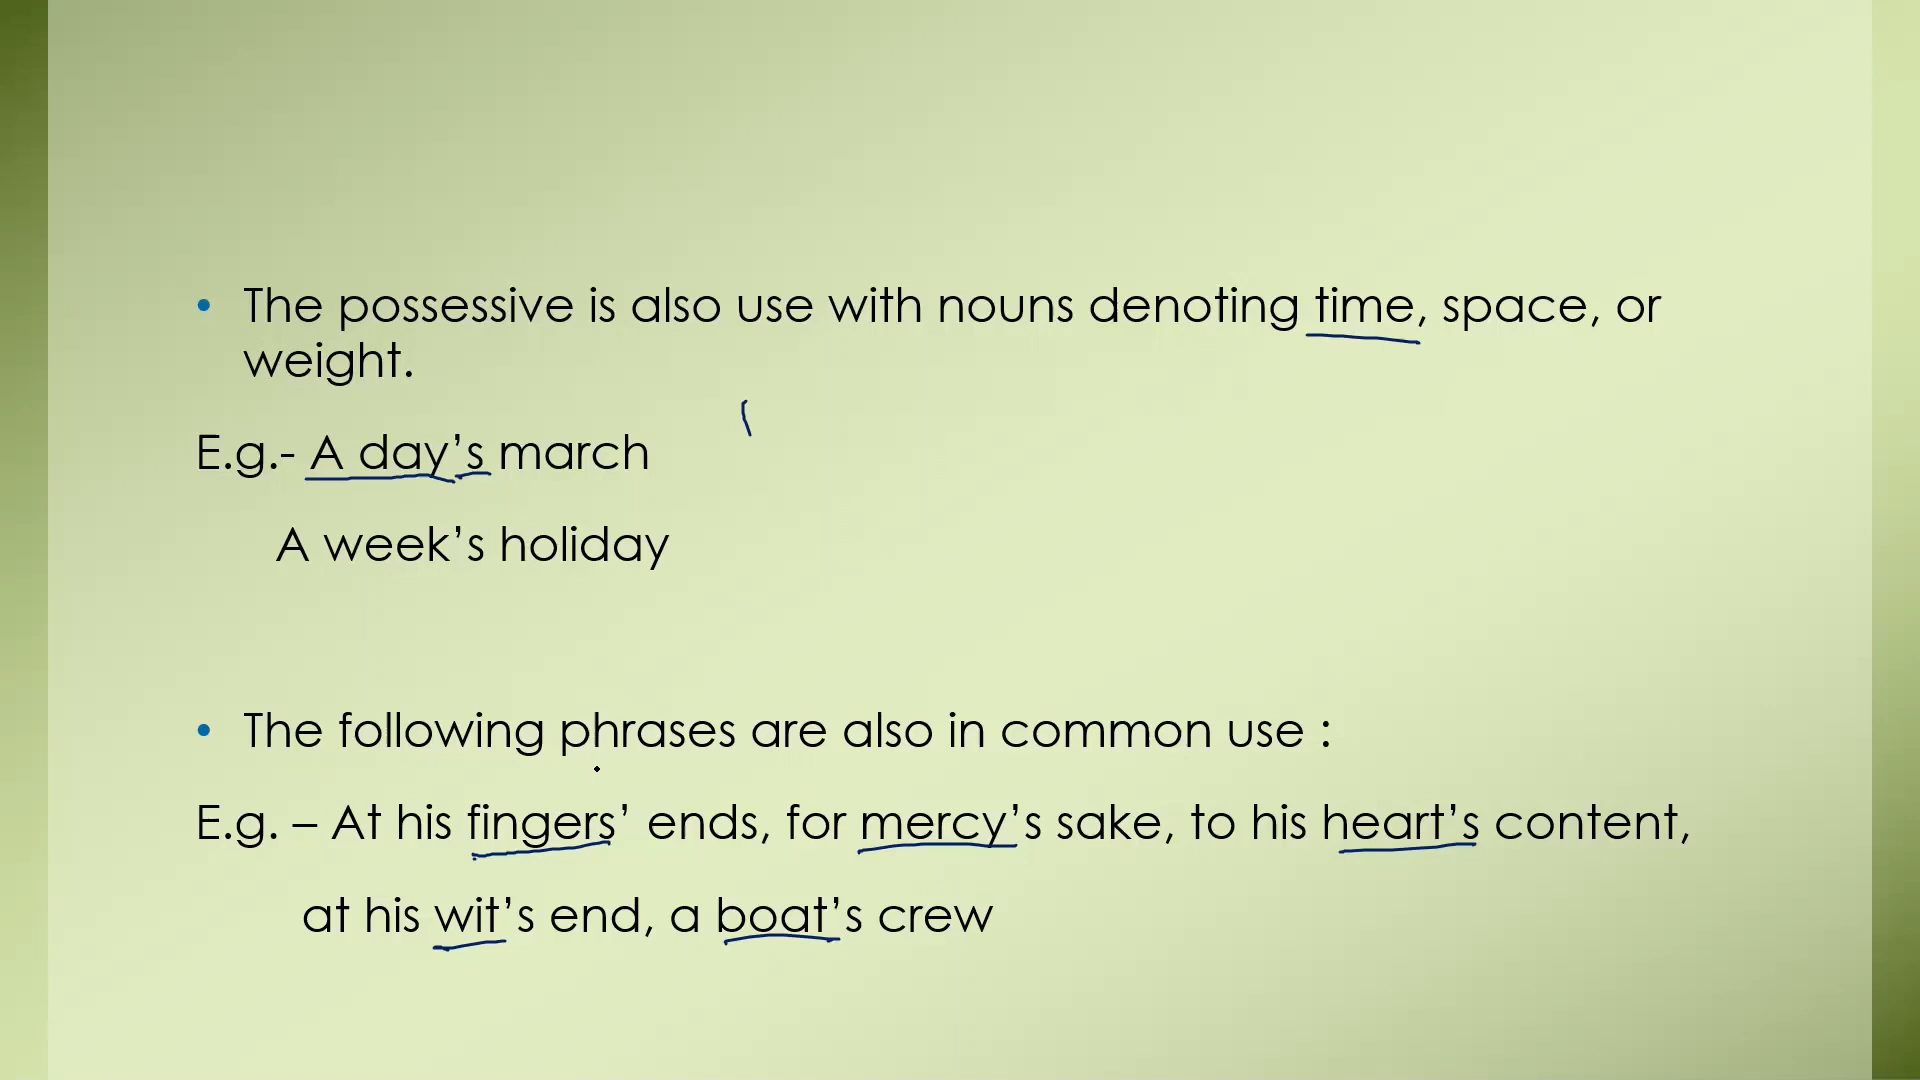 • The possessive is also use with nouns denoting time, space, or
weight.
E.g.- A day’s march
A week’s holiday
• The following phrases are also in common use :
E.g. – At his fingers’ ends, for mercy’s sake, to his heart’s content,
at his wit’s end, a boat’s crew